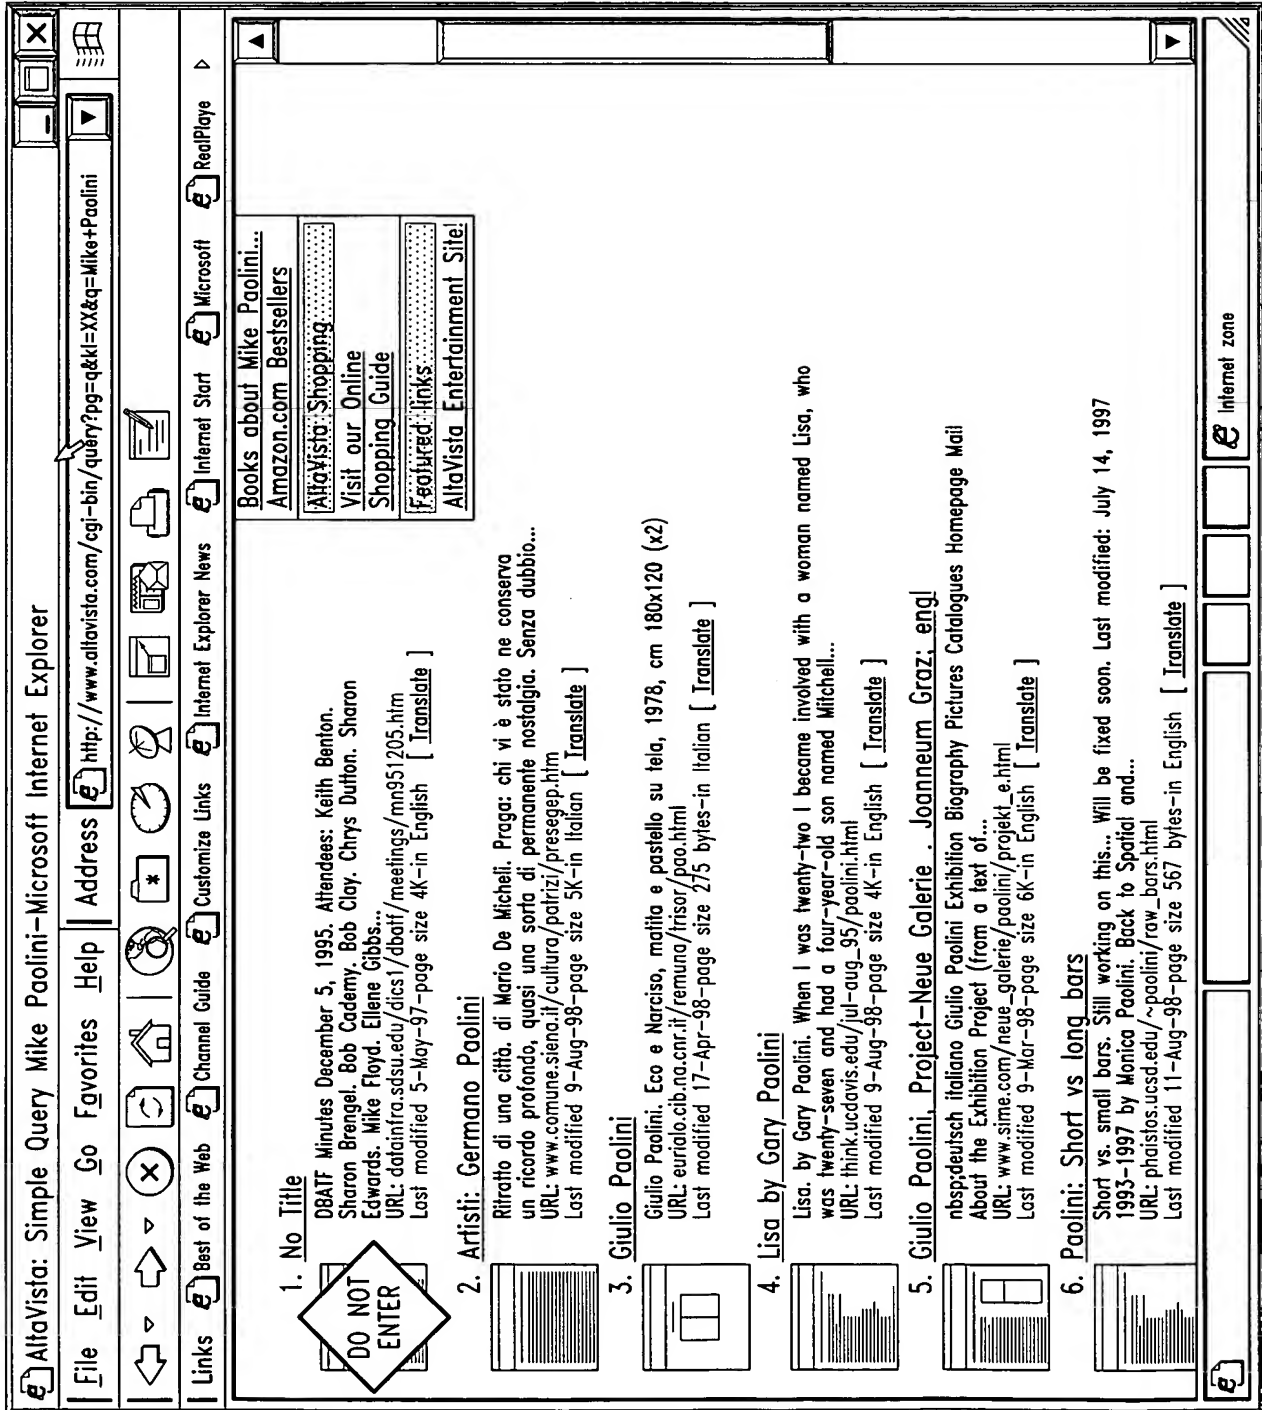 AltaVista: Simple Query Mike Paolini-Microsoft Internet Explorer
File Edit View Go Favorites Help
Address http://www.altavista.com/cgi-bin/query?pg=q&kl=XX&q=Mike+Paolini
Links Best of the Web Channel Guide Customize Links Internet Explorer News Internet Start Microsoft RealPlaye
Books about Mike Paolini...
Amazon.com Bestsellers
AltaVista Shopping
Visit our Online
Shopping Guide
Featured links
AltaVista Entertainment Site!
1. No Title
DO NOT
ENTER
DBATF Minutes December 5, 1995. Attendees: Keith Benton.
Sharon Brengel. Bob Cademy. Bob Clay. Chrys Dutton. Sharon
Edwards. Mike Floyd. Ellene Gibbs...
URL: datainfra.sdsu.edu/dics1/dbatf/meetings/mn951205.htm
Last modified 5-May-97-page size 4K-in English [ Translate ]
2. Artisti: Germano Paolini
Ritratto di una città. di Mario De Micheli. Praga: chi vi è stato ne conserva
un ricordo profondo, quasi una sorta di permanente nostalgia. Senza dubbio...
URL: www.comune.siena.it/cultura/patrizi/presegep.htm
Last modified 9-Aug-98-page size 5K-in Italian [ Translate ]
3. Giulio Paolini
Giulio Paolini. Eco e Narciso, matita e pastello su tela, 1978, cm 180x120 (x2)
URL: eurialo.cib.na.cnr.it/remuna/trisor/pao.html
Last modified 17-Apr-98-page size 275 bytes-in Italian [ Translate ]
4. Lisa by Gary Paolini
Lisa. by Gary Paolini. When I was twenty-two I became involved with a woman named Lisa, who
was twenty-seven and had a four-year-old son named Mitchell...
URL: think.ucdavis.edu/jul-aug_95/paolini.html
Last modified 9-Aug-98-page size 4K-in English [ Translate ]
5. Giulio Paolini, Project-Neue Galerie . Joanneum Graz; engl
nbsp;deutsch italiano Giulio Paolini Exhibition Biography Pictures Catalogues Homepage Mail
About the Exhibition Project (from a text of...
URL: www.sime.com/neue_galerie/paolini/projekt_e.html
Last modified 9-Mar-98-page size 6K-in English [ Translate ]
6. Paolini: Short vs long bars
Short vs. small bars. Still working on this... Will be fixed soon. Last modified: July 14, 1997
1993-1997 by Monica Paolini. Back to Spatial and...
URL: phaistos.ucsd.edu/~paolini/raw_bars.html
Last modified 11-Aug-98-page size 567 bytes-in English [ Translate ]
Internet zone